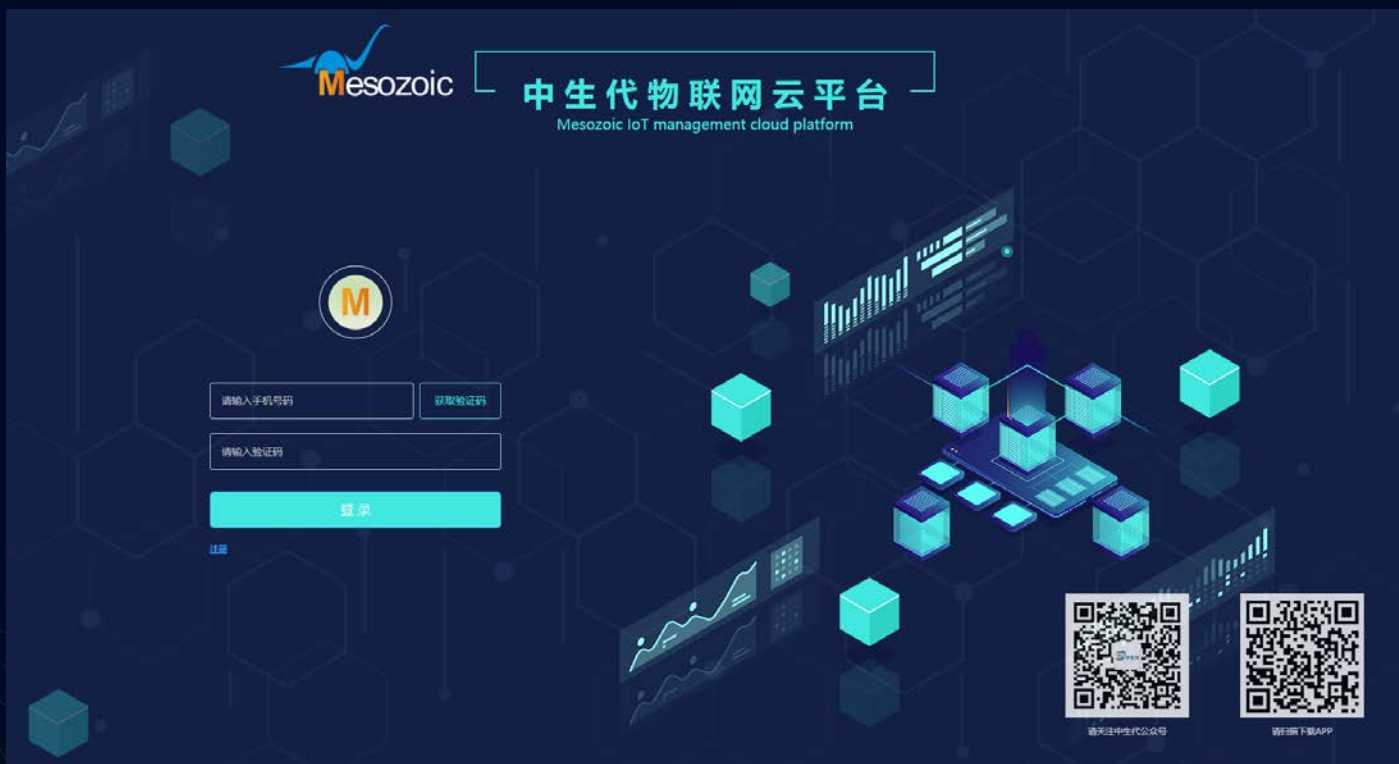 Mesozoic
中生代物联网云平台
Mesozoic IoT management cloud platform
M
请输入手机号码
获取验证码
请输入验证码
登录
注册
请关注中生代公众号
请扫描下载APP